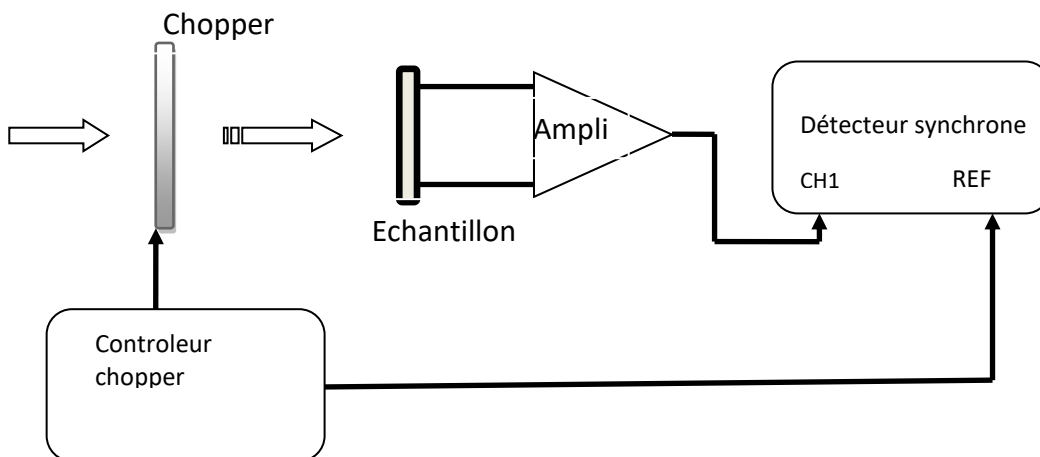 Chopper
Ampli
Détecteur synchrone
CH1 REF
Echantillon
Controleur
chopper